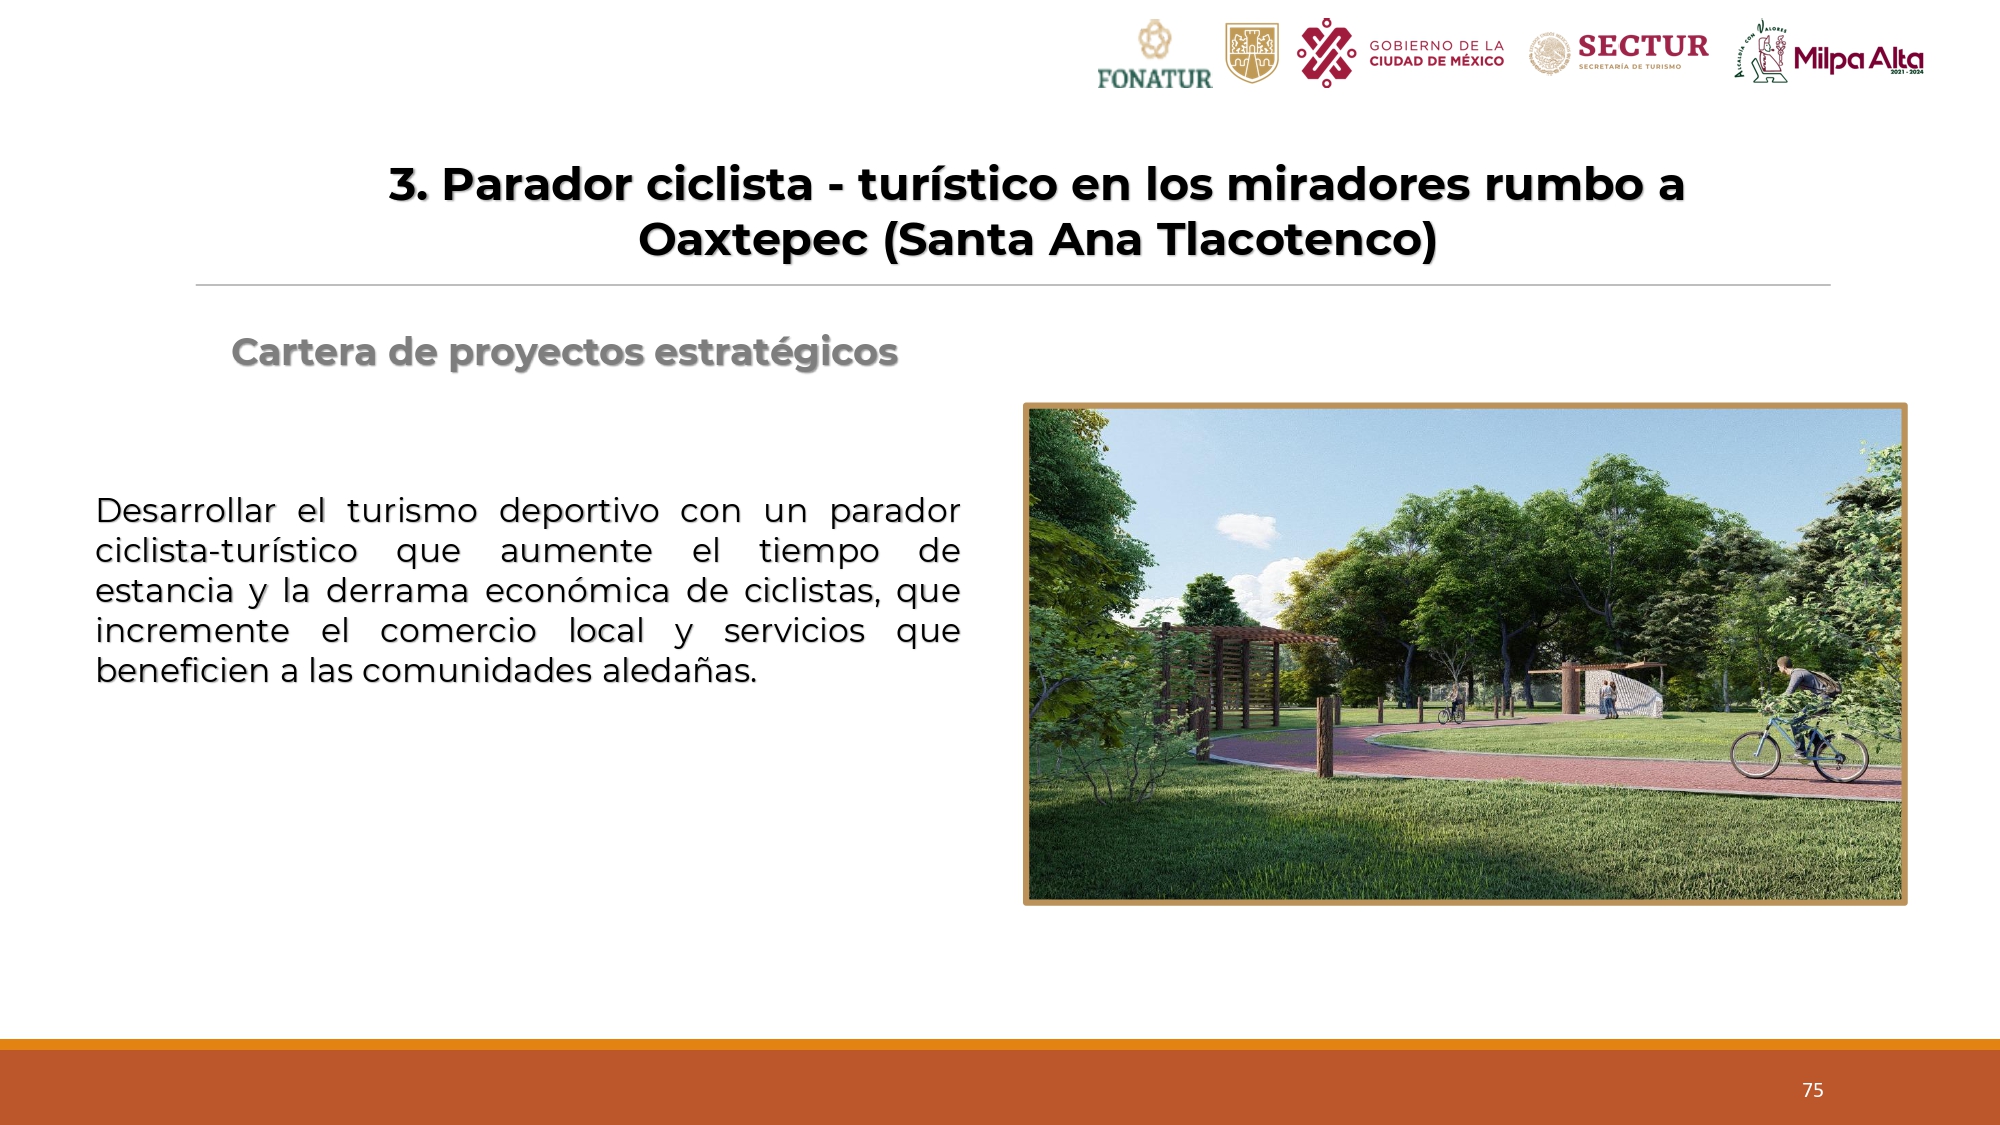 FONATUR
GOBIERNO DE LA
CIUDAD DE MÉXICO
SECTUR
SECRETARÍA DE TURISMO
ALCALDÍA CON VALORES
Milpa Alta
2021 - 2024
3. Parador ciclista - turístico en los miradores rumbo a
Oaxtepec (Santa Ana Tlacotenco)
Cartera de proyectos estratégicos
Desarrollar el turismo deportivo con un parador
ciclista-turístico que aumente el tiempo de
estancia y la derrama económica de ciclistas, que
incremente el comercio local y servicios que
beneficien a las comunidades aledañas.
75